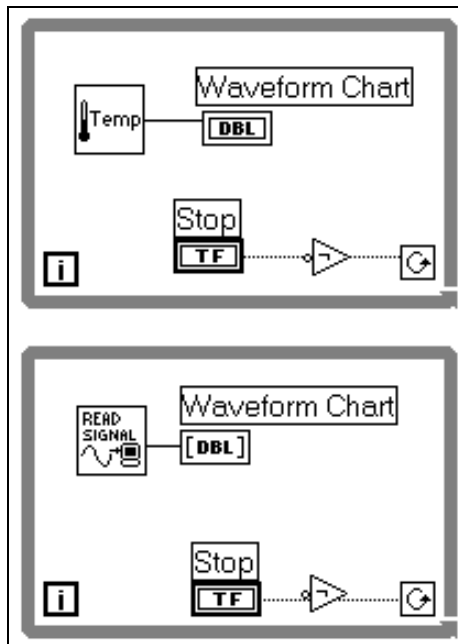 Waveform Chart
Temp
DBL
Stop
TF
i
Waveform Chart
READ
SIGNAL
[DBL]
Stop
TF
i